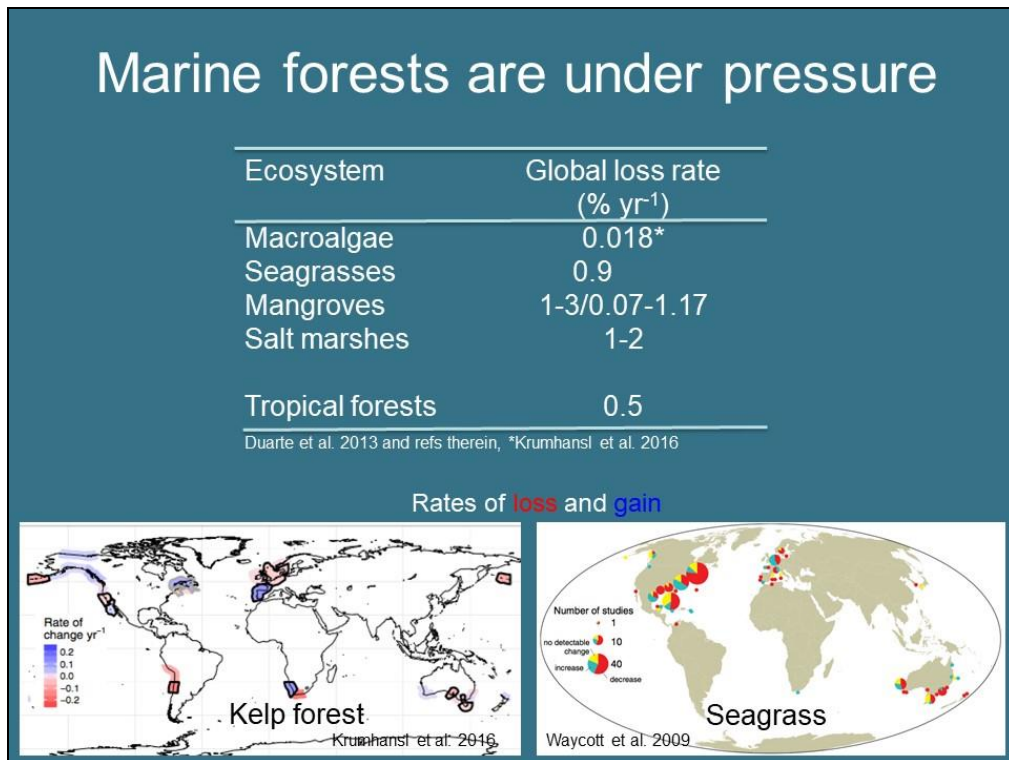 Marine forests are under pressure
Ecosystem Global loss rate
(% yr⁻¹)
Macroalgae 0.018*
Seagrasses 0.9
Mangroves 1-3/0.07-1.17
Salt marshes 1-2
Tropical forests 0.5
Duarte et al. 2013 and refs therein, *Krumhansl et al. 2016
Rates of loss and gain
Rate of
change yr⁻¹
0.2
0.1
0.0
−0.1
−0.2
Kelp forest
Krumhansl et al. 2016
Number of studies
1
no detectable
change
10
increase
40
decrease
Seagrass
Waycott et al. 2009